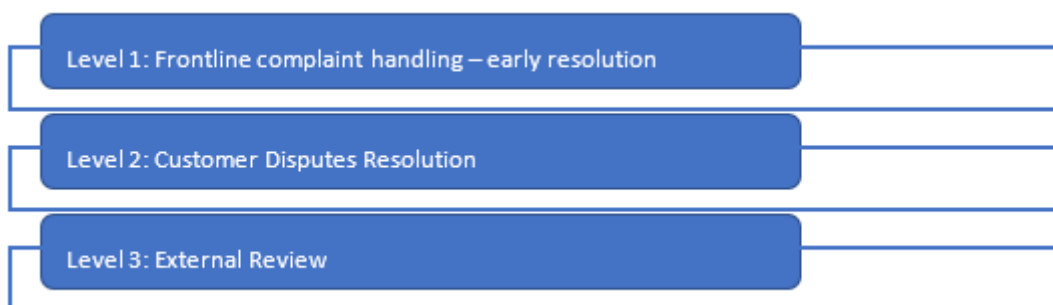 Level 1: Frontline complaint handling – early resolution
Level 2: Customer Disputes Resolution
Level 3: External Review